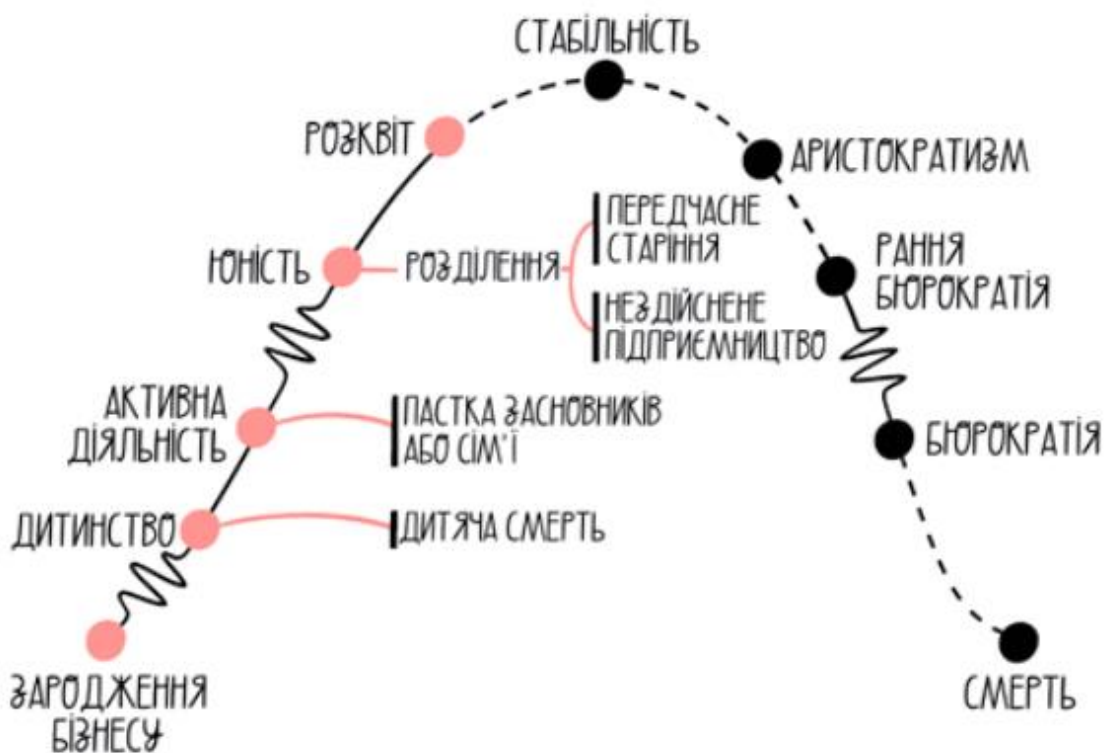 СТАБІЛЬНІСТЬ
РОЗКВІТ
АРИСТОКРАТИЗМ
ПЕРЕДЧАСНЕ
СТАРІННЯ
ЮНІСТЬ
РОЗДІЛЕННЯ
РАННЯ
БЮРОКРАТІЯ
НЕЗДІЙСНЕНЕ
ПІДПРИЄМНИЦТВО
АКТИВНА
ДІЯЛЬНІСТЬ
ПАСТКА ЗАСНОВНИКІВ
АБО СІМ'Ї
БЮРОКРАТІЯ
ДИТИНСТВО
ДИТЯЧА СМЕРТЬ
ЗАРОДЖЕННЯ
БІЗНЕСУ
СМЕРТЬ